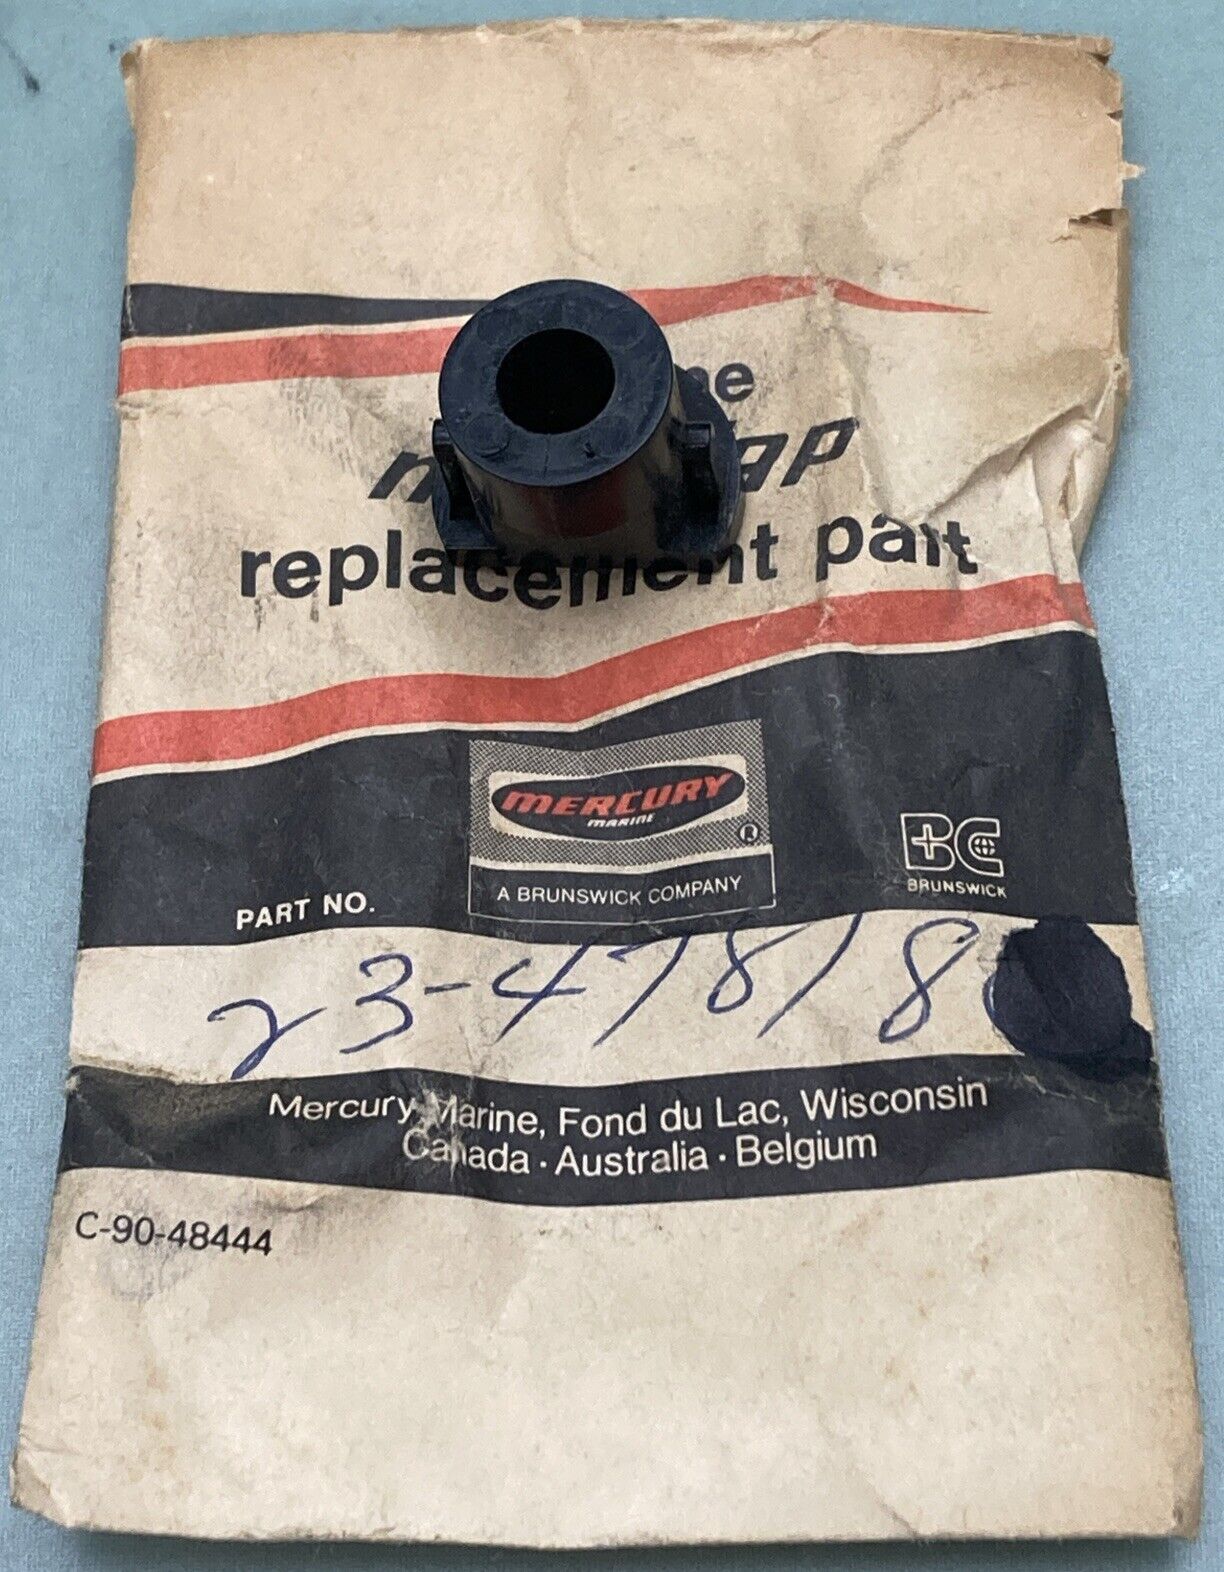 replacement part
MERCURY
MARINE
®
A BRUNSWICK COMPANY
BC
BRUNSWICK
PART NO.
23-47818
Mercury Marine, Fond du Lac, Wisconsin
Canada · Australia · Belgium
C-90-48444